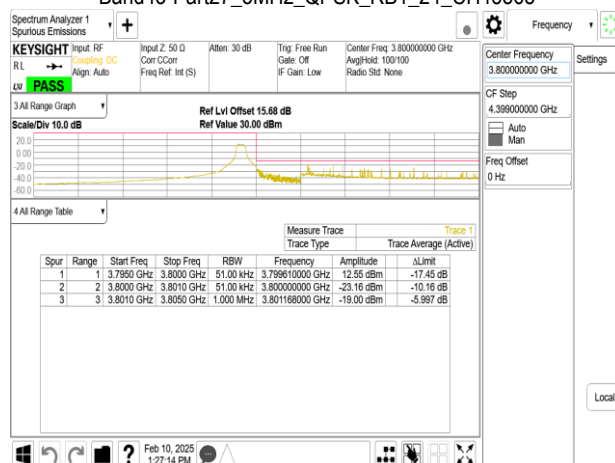 Spectrum Analyzer 1
Spurious Emissions
Frequency
Settings
KEYSIGHT
RL
LXI
PASS
Input: RF
Coupling: DC
Align: Auto
Input Z: 50 Ω
Corr CCorr
Freq Ref: Int (S)
Atten: 30 dB
Trig: Free Run
Gate: Off
IF Gain: Low
Center Freq: 3.800000000 GHz
Avg|Hold: 100/100
Radio Std: None
Center Frequency
3.800000000 GHz
CF Step
4.399000000 GHz
Auto
Man
Freq Offset
0 Hz
3 All Range Graph
Scale/Div 10.0 dB
Ref Lvl Offset 15.68 dB
Ref Value 30.00 dBm
20.0
0.00
-20.0
-40.0
-60.0
4 All Range Table
Measure Trace Trace 1
Trace Type Trace Average (Active)
Spur Range Start Freq Stop Freq RBW Frequency Amplitude ΔLimit
1 1 3.7950 GHz 3.8000 GHz 51.00 kHz 3.799610000 GHz 12.55 dBm -17.45 dB
2 2 3.8000 GHz 3.8010 GHz 51.00 kHz 3.800000000 GHz -23.16 dBm -10.16 dB
3 3 3.8010 GHz 3.8050 GHz 1.000 MHz 3.801168000 GHz -19.00 dBm -5.997 dB
Local
?
Feb 10, 2025
1:27:14 PM